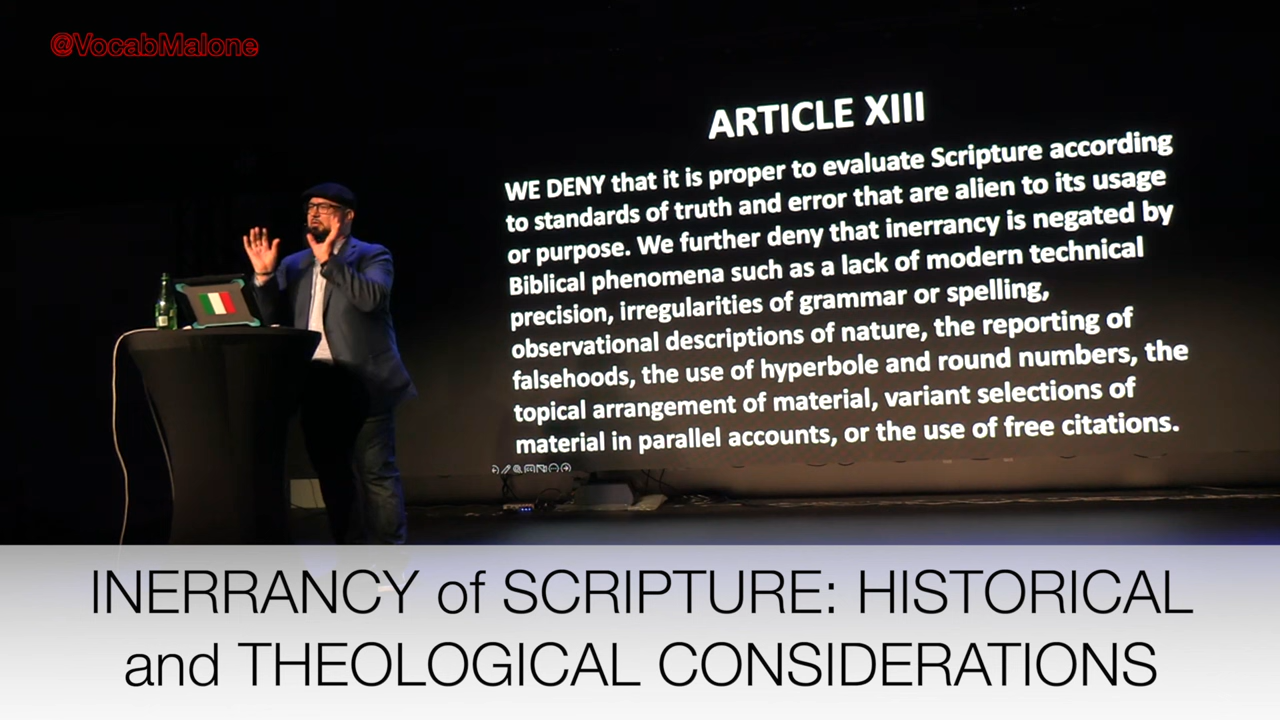 @VocabMalone
ARTICLE XIII
WE DENY that it is proper to evaluate Scripture according
to standards of truth and error that are alien to its usage
or purpose. We further deny that inerrancy is negated by
Biblical phenomena such as a lack of modern technical
precision, irregularities of grammar or spelling,
observational descriptions of nature, the reporting of
falsehoods, the use of hyperbole and round numbers, the
topical arrangement of material, variant selections of
material in parallel accounts, or the use of free citations.
INERRANCY of SCRIPTURE: HISTORICAL
and THEOLOGICAL CONSIDERATIONS